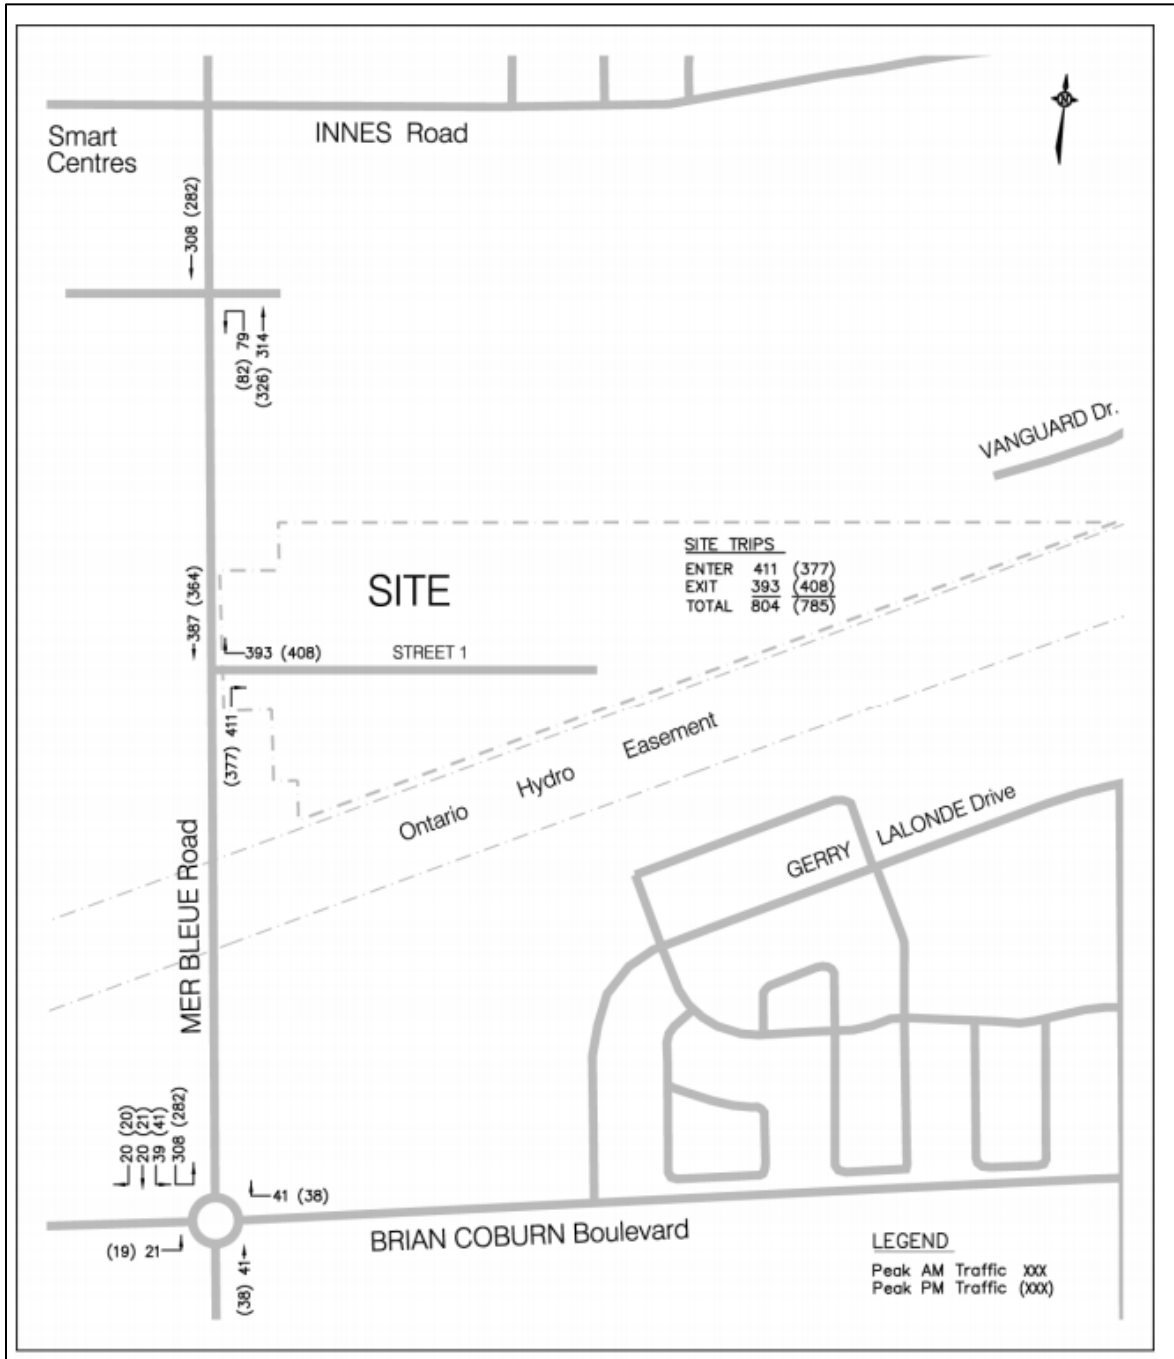 N
INNES Road
Smart
Centres
308 (282)
(82) 79
(326) 314
VANGUARD Dr.
SITE TRIPS
ENTER 411 (377)
EXIT 393 (408)
TOTAL 804 (785)
SITE
387 (364)
393 (408)
STREET 1
(377) 411
Ontario Hydro Easement
GERRY LALONDE Drive
MER BLEUE Road
20 (20)
20 (21)
39 (41)
308 (282)
41 (38)
BRIAN COBURN Boulevard
(19) 21
(38) 41
LEGEND
Peak AM Traffic XXX
Peak PM Traffic (XXX)